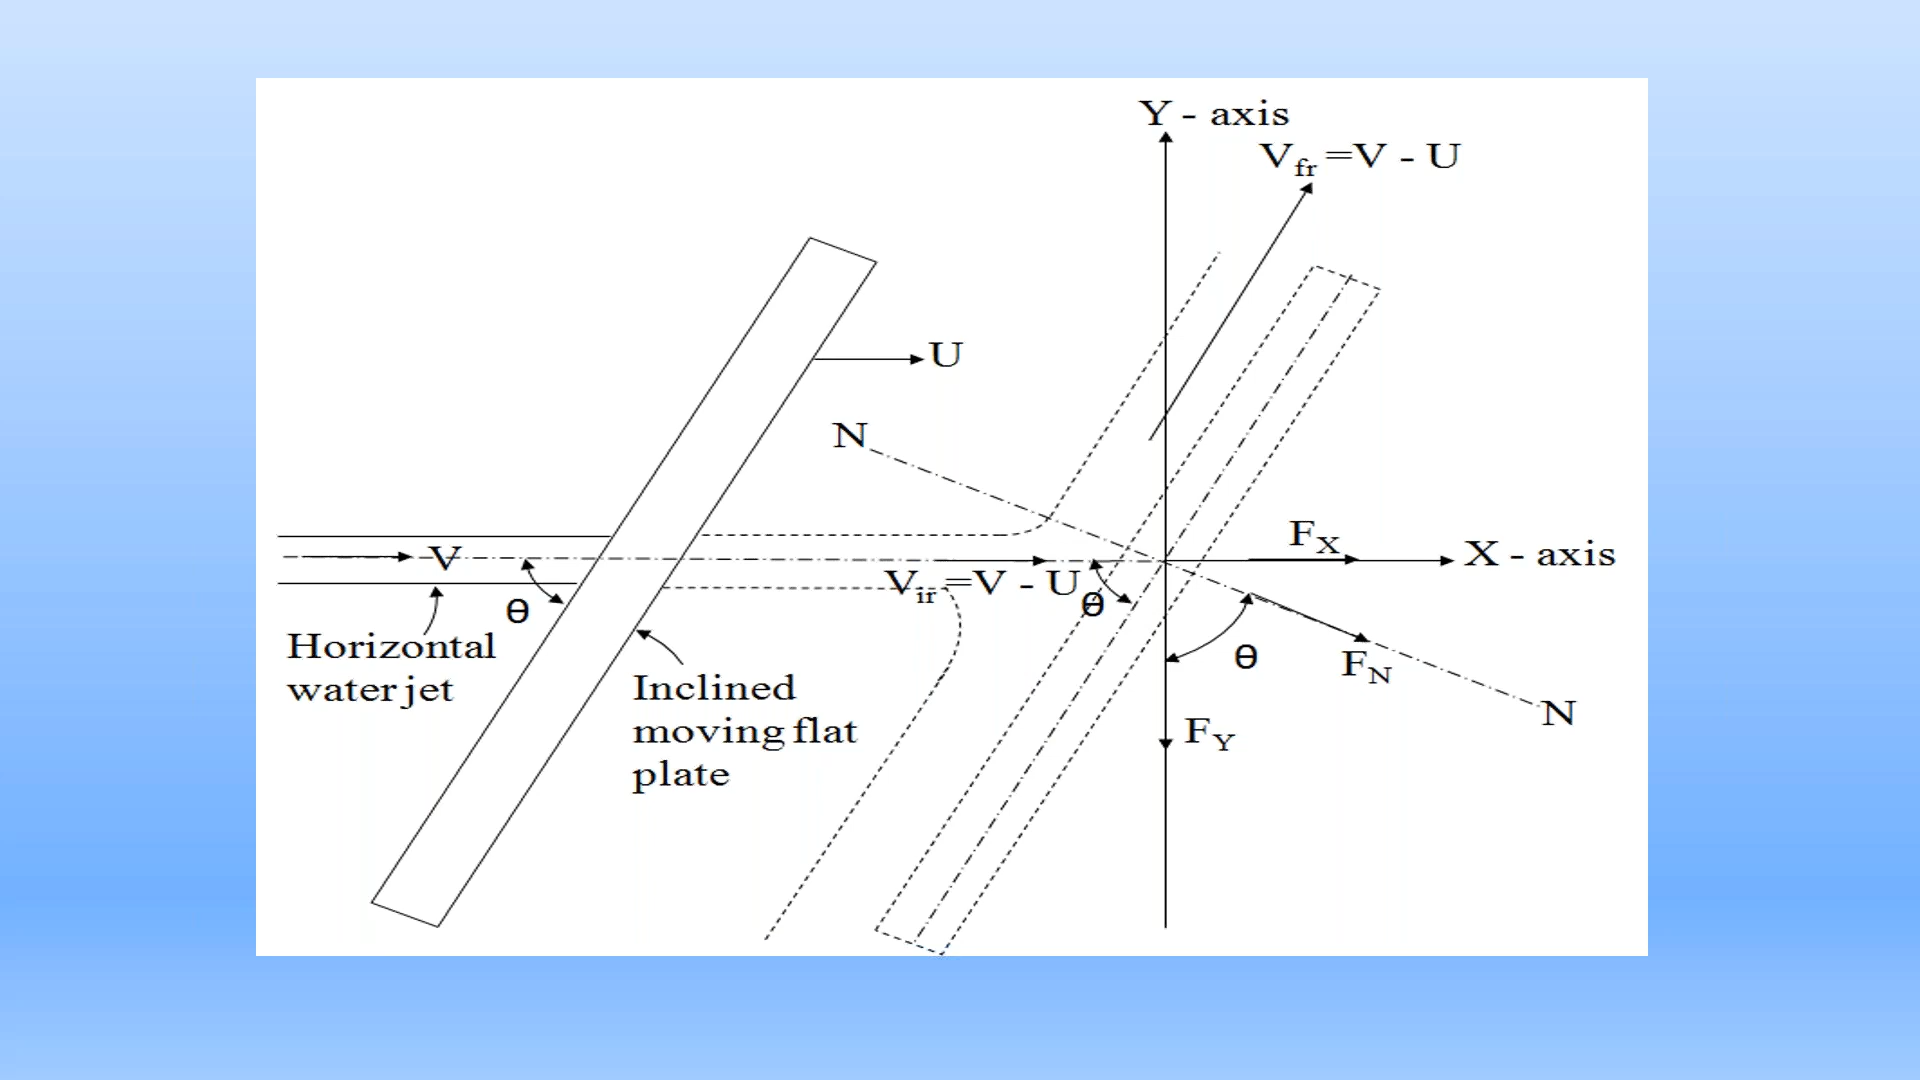 Y - axis
Vfr =V - U
U
N
FX
X - axis
V
Vir =V - U
ө
ө
Horizontal
water jet
ө
FN
Inclined
moving flat
plate
N
FY